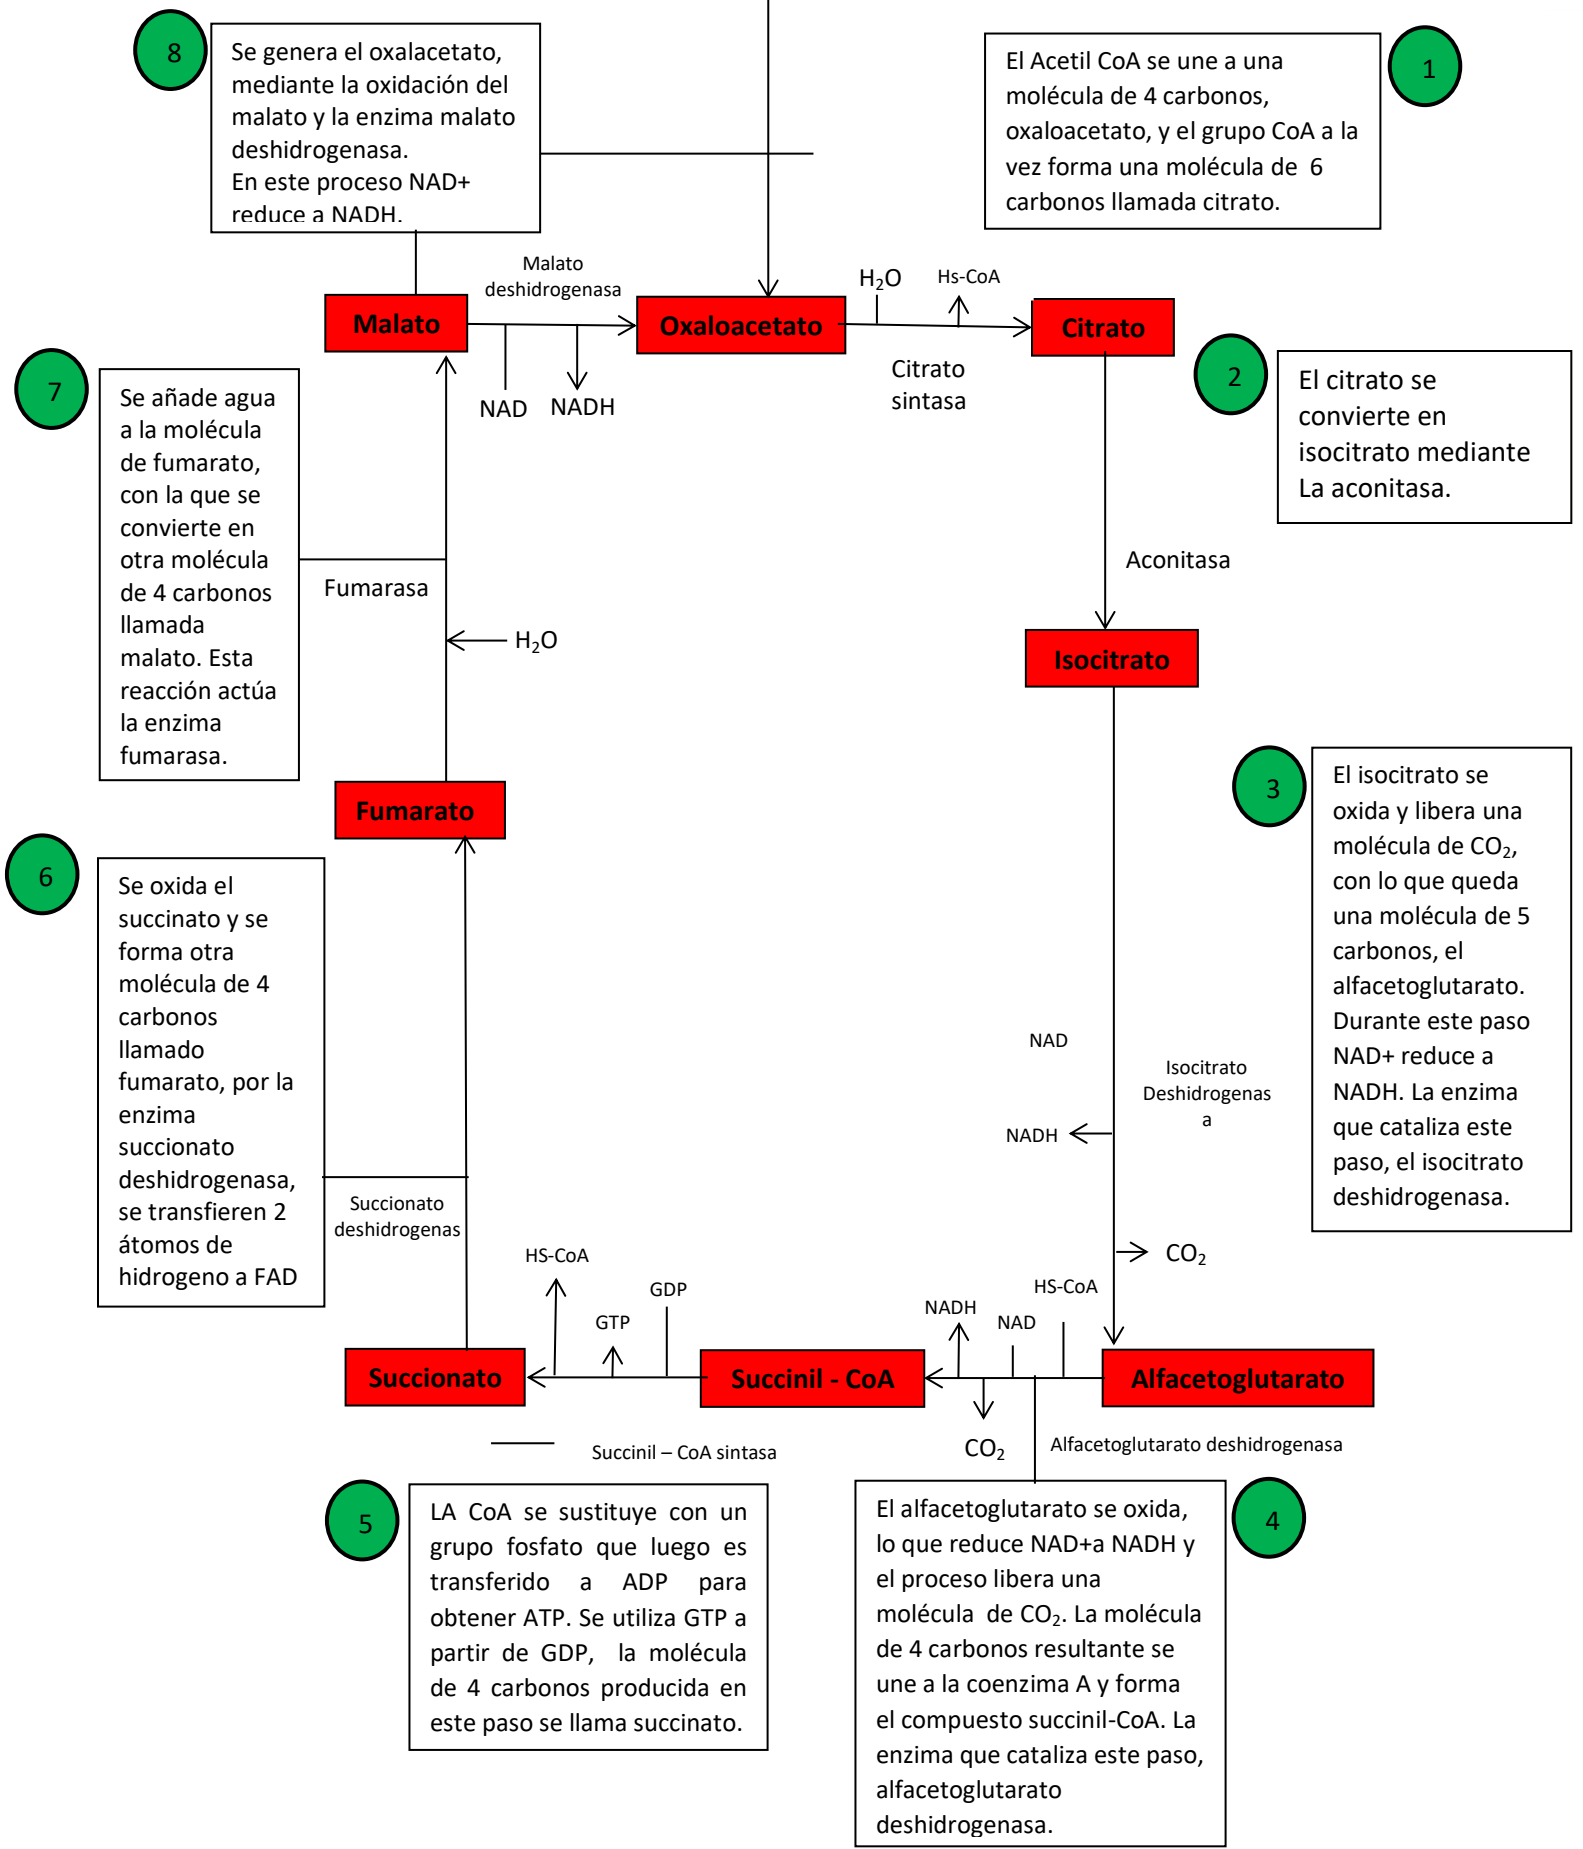 8
Se genera el oxalacetato,
mediante la oxidación del
malato y la enzima malato
deshidrogenasa.
En este proceso NAD+
reduce a NADH.
1
El Acetil CoA se une a una
molécula de 4 carbonos,
oxaloacetato, y el grupo CoA a la
vez forma una molécula de 6
carbonos llamada citrato.
Malato
deshidrogenasa
H₂O
Hs-CoA
Malato
Oxaloacetato
Citrato
NAD
NADH
Citrato
sintasa
2
El citrato se
convierte en
isocitrato mediante
La aconitasa.
7
Se añade agua
a la molécula
de fumarato,
con la que se
convierte en
otra molécula
de 4 carbonos
llamada
malato. Esta
reacción actúa
la enzima
fumarasa.
Fumarasa
H₂O
Aconitasa
Isocitrato
3
El isocitrato se
oxida y libera una
molécula de CO₂,
con lo que queda
una molécula de 5
carbonos, el
alfacetoglutarato.
Durante este paso
NAD+ reduce a
NADH. La enzima
que cataliza este
paso, el isocitrato
deshidrogenasa.
Fumarato
6
Se oxida el
succinato y se
forma otra
molécula de 4
carbonos
llamado
fumarato, por la
enzima
succionato
deshidrogenasa,
se transfieren 2
átomos de
hidrogeno a FAD
NAD
Isocitrato
Deshidrogenas
a
NADH
CO₂
Succionato
deshidrogenas
HS-CoA
GTP
GDP
NADH
NAD
HS-CoA
Succionato
Succinil - CoA
Alfacetoglutarato
Succinil – CoA sintasa
CO₂
Alfacetoglutarato deshidrogenasa
5
LA CoA se sustituye con un
grupo fosfato que luego es
transferido a ADP para
obtener ATP. Se utiliza GTP a
partir de GDP, la molécula
de 4 carbonos producida en
este paso se llama succinato.
4
El alfacetoglutarato se oxida,
lo que reduce NAD+a NADH y
el proceso libera una
molécula de CO₂. La molécula
de 4 carbonos resultante se
une a la coenzima A y forma
el compuesto succinil-CoA. La
enzima que cataliza este paso,
alfacetoglutarato
deshidrogenasa.